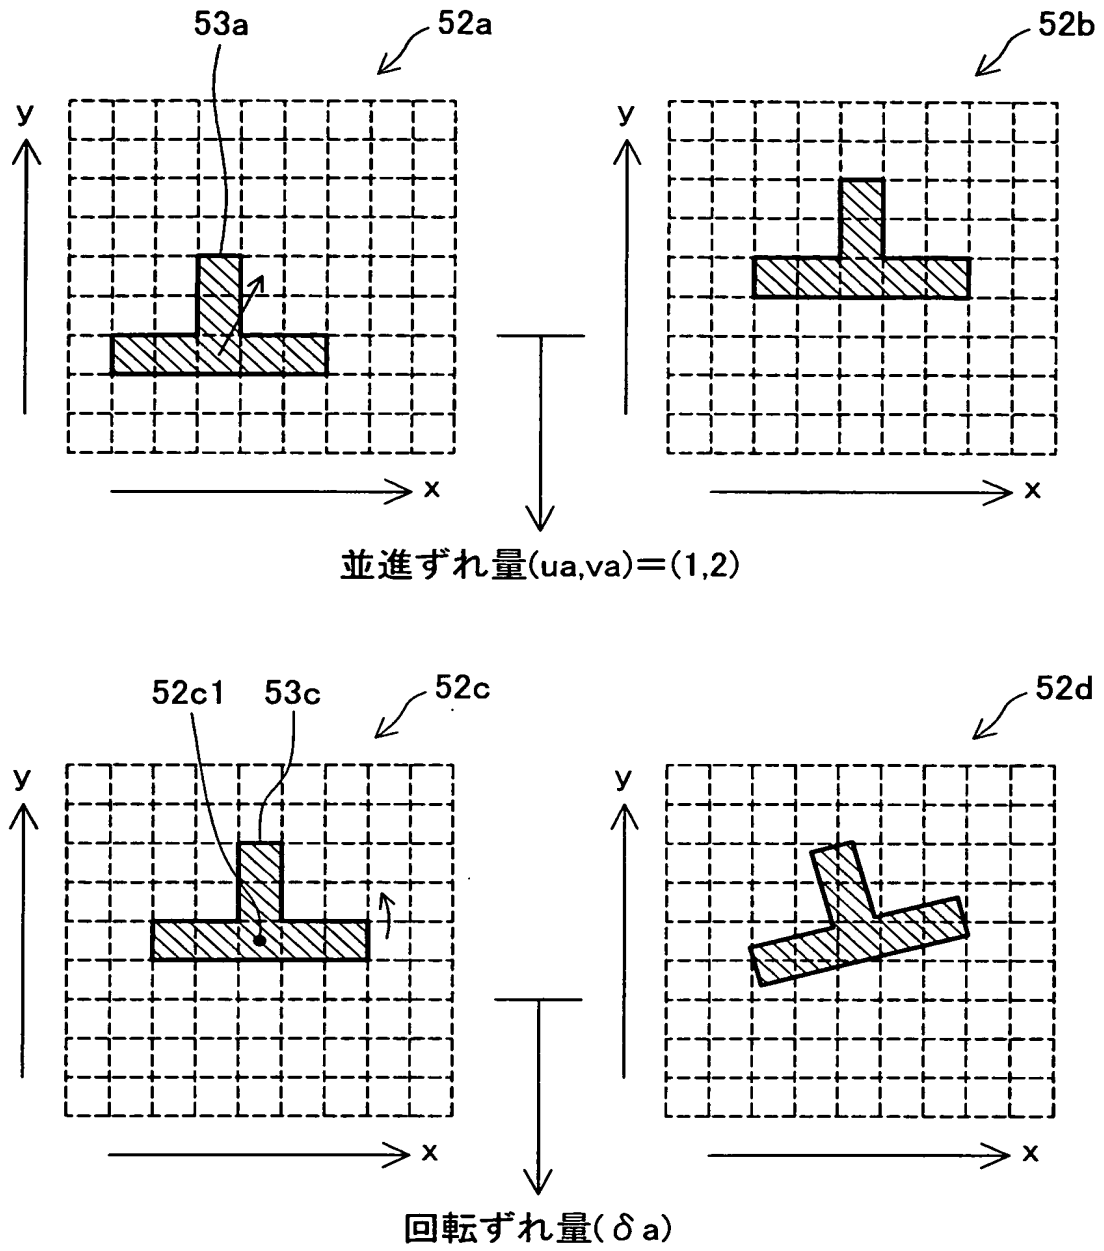 53a 52a 52b
y y
x x
並進ずれ量(ua,va)=(1,2)
52c1 53c 52c 52d
y y
x x
回転ずれ量(δa)